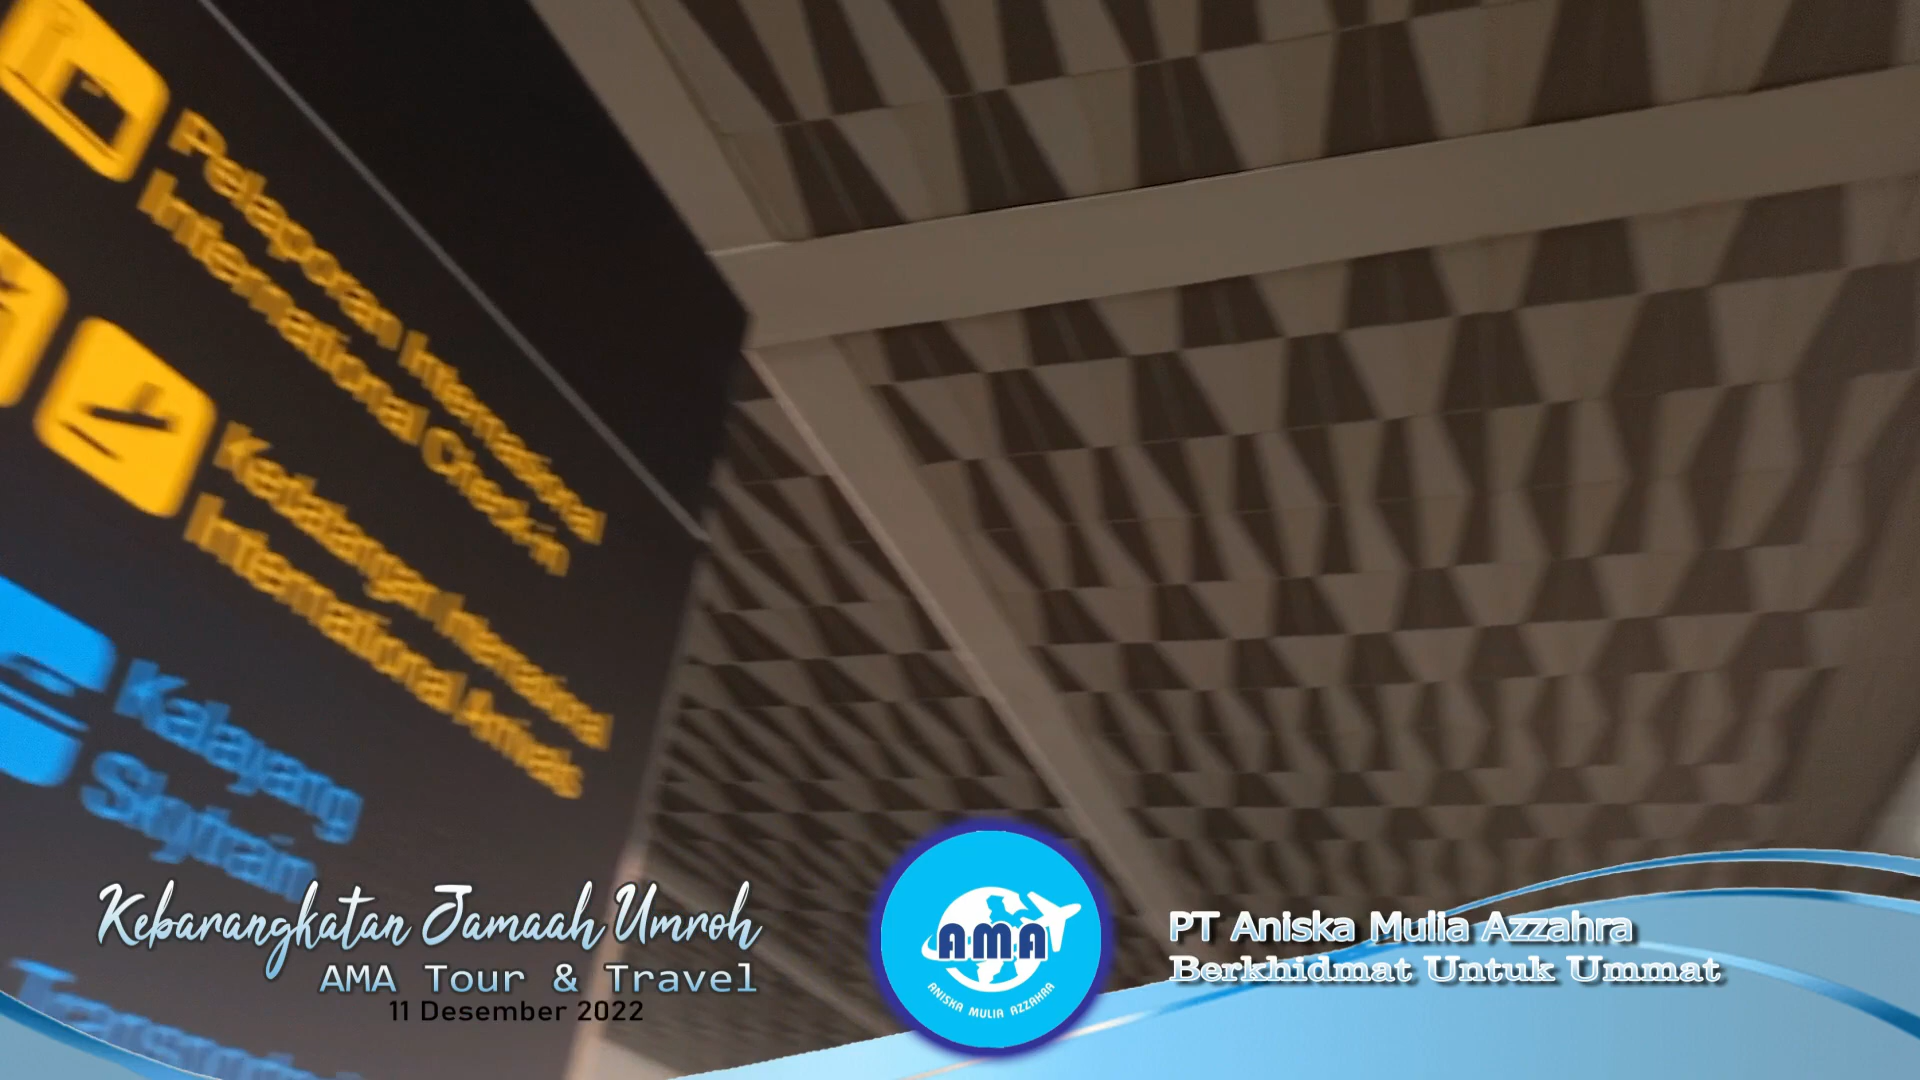 Pelaporan Internasional
International Check-in
Kedatangan Internasional
International Arrivals
Kalayang
Skytrain
Kebarangkatan Jamaah Umroh
AMA Tour & Travel
11 Desember 2022
AMA
ANISKA MULIA AZZAHRA
PT Aniska Mulia Azzahra
Berkhidmat Untuk Ummat